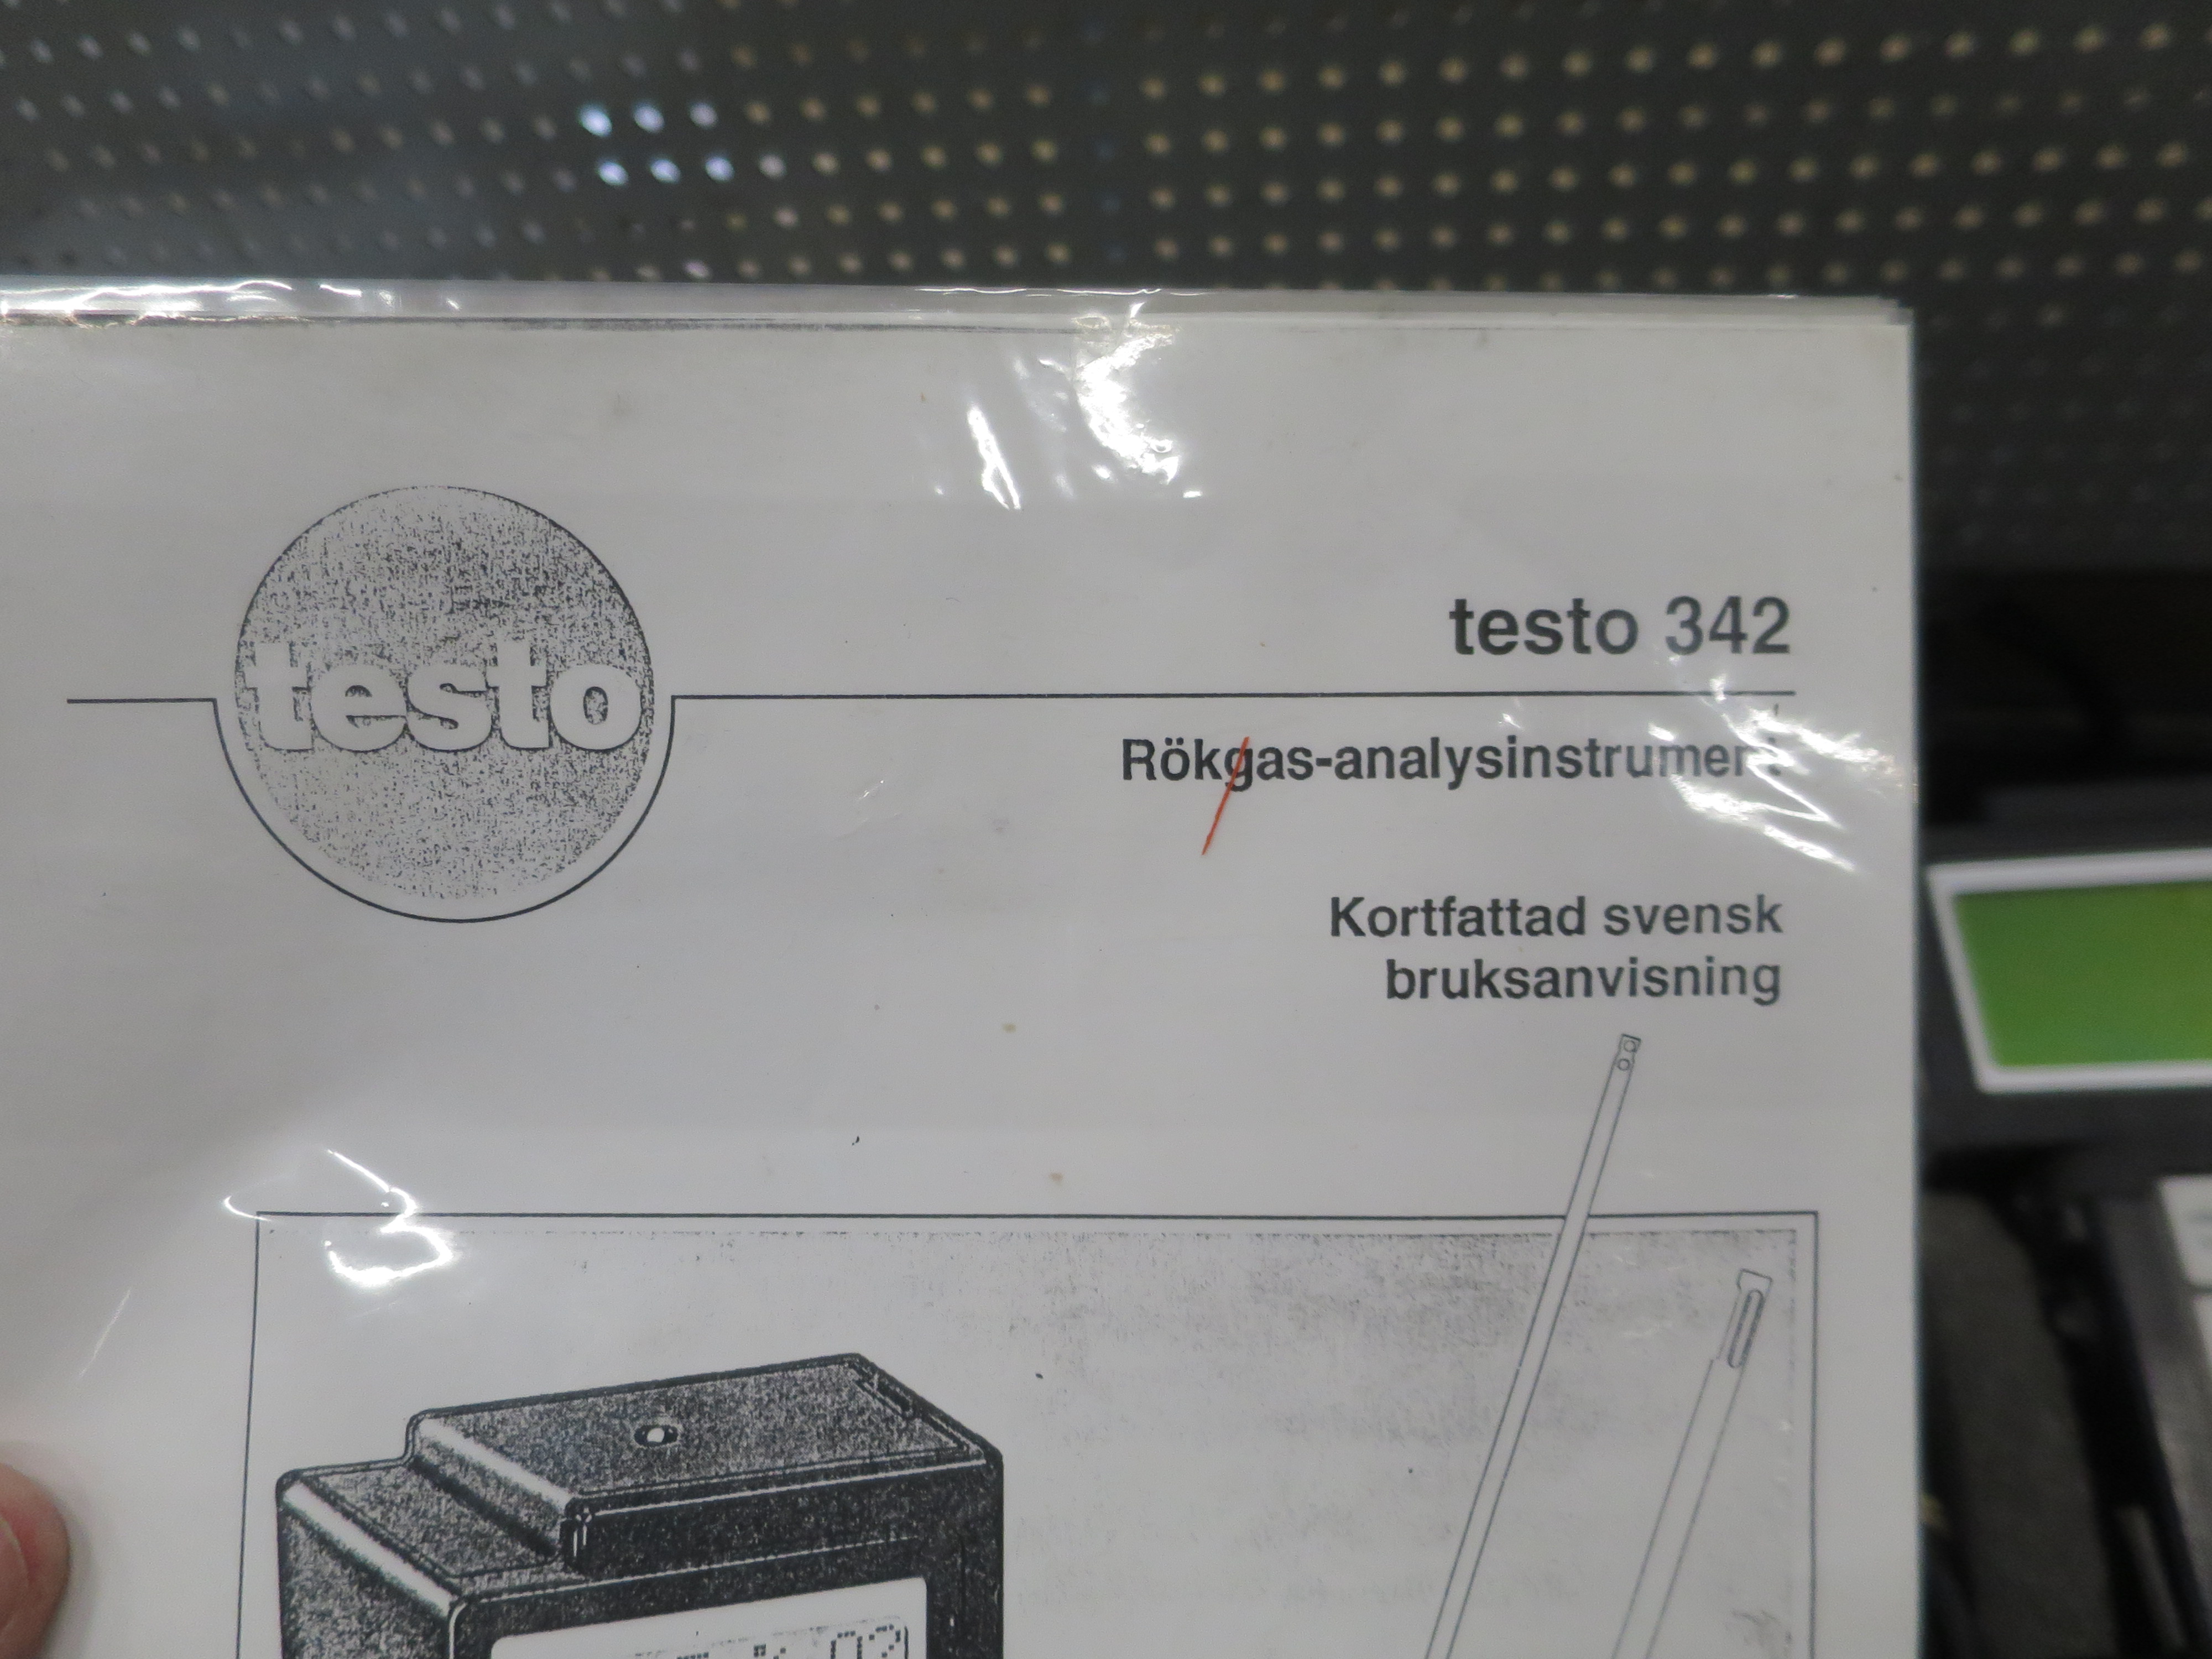 testo
testo 342
Rökgas-analysinstrument
Kortfattad svensk
bruksanvisning